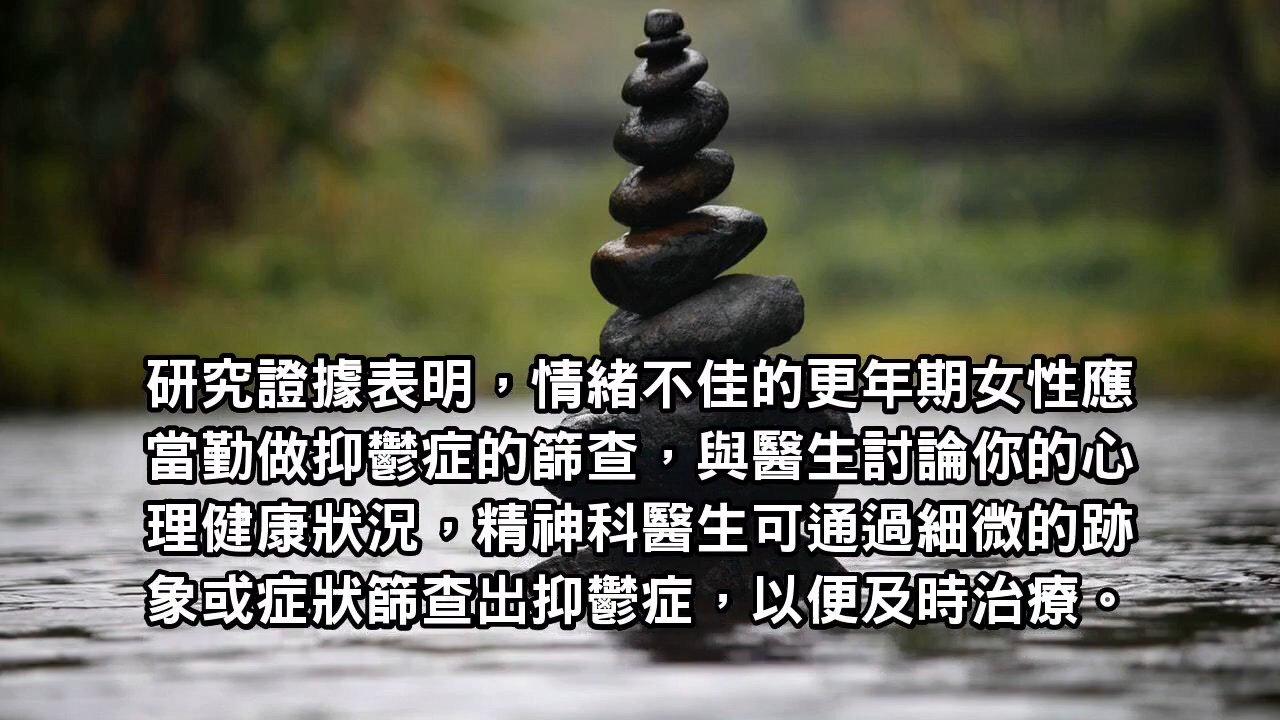 研究證據表明，情緒不佳的更年期女性應
當勤做抑鬱症的篩查，與醫生討論你的心
理健康狀況，精神科醫生可通過細微的跡
象或症狀篩查出抑鬱症，以便及時治療。